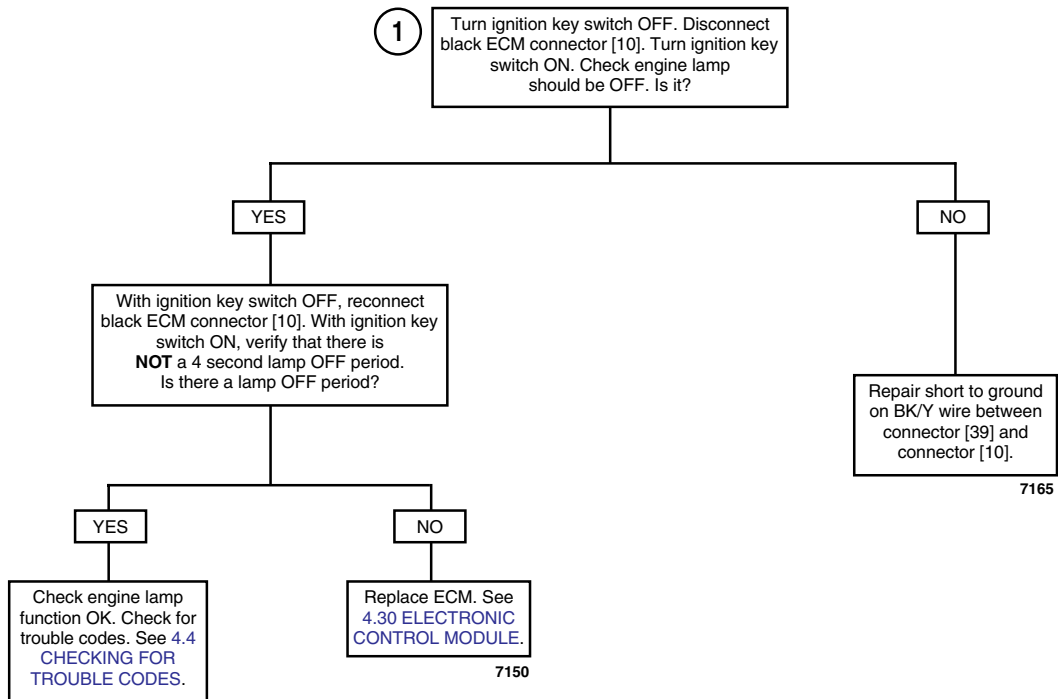 1
Turn ignition key switch OFF. Disconnect
black ECM connector [10]. Turn ignition key
switch ON. Check engine lamp
should be OFF. Is it?
YES
NO
With ignition key switch OFF, reconnect
black ECM connector [10]. With ignition key
switch ON, verify that there is
NOT a 4 second lamp OFF period.
Is there a lamp OFF period?
Repair short to ground
on BK/Y wire between
connector [39] and
connector [10].
7165
YES
NO
Check engine lamp
function OK. Check for
trouble codes. See 4.4
CHECKING FOR
TROUBLE CODES.
Replace ECM. See
4.30 ELECTRONIC
CONTROL MODULE.
7150